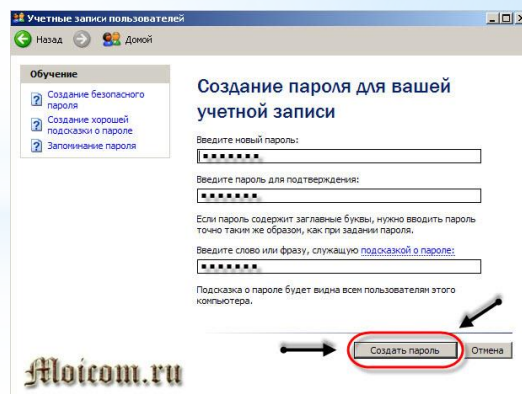 Учетные записи пользователей
Назад
Домой
Обучение
Создание безопасного
пароля
Создание хорошей
подсказки о пароле
Запоминание пароля
Создание пароля для вашей
учетной записи
Введите новый пароль:
Введите пароль для подтверждения:
Если пароль содержит заглавные буквы, нужно вводить пароль
точно таким же образом, как при задании пароля.
Введите слово или фразу, служащую подсказкой о пароле:
Подсказка о пароле будет видна всем пользователям этого
компьютера.
Создать пароль
Отмена
Moicom.ru